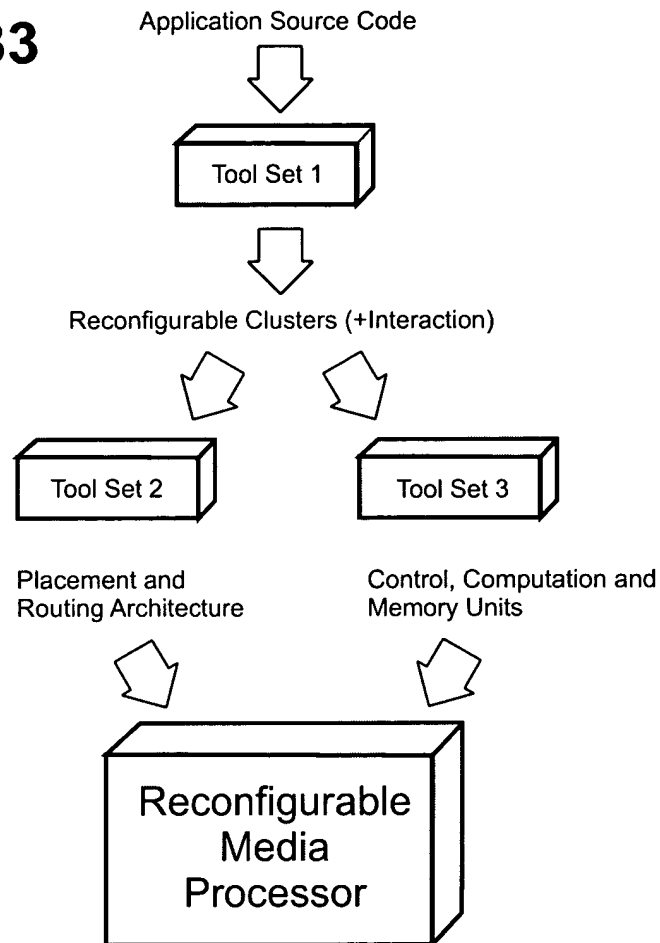 33
Application Source Code
Tool Set 1
Reconfigurable Clusters (+Interaction)
Tool Set 2
Tool Set 3
Placement and
Routing Architecture
Control, Computation and
Memory Units
Reconfigurable
Media
Processor